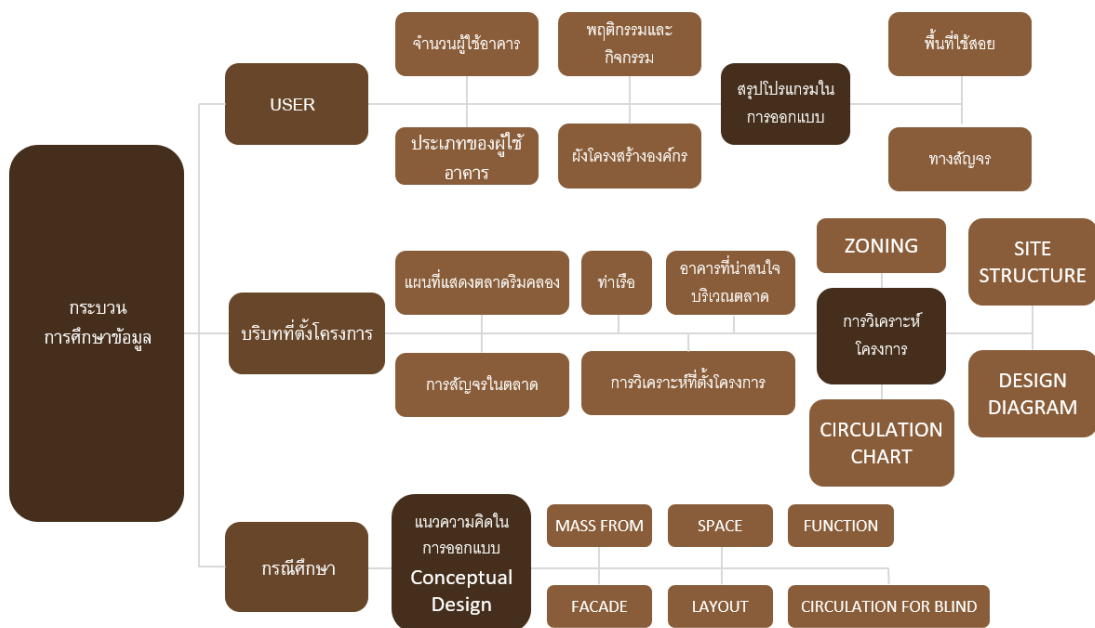 กระบวน
การศึกษาข้อมูล
USER
จำนวนผู้ใช้อาคาร
พฤติกรรมและ
กิจกรรม
ประเภทของผู้ใช้
อาคาร
ผังโครงสร้างองค์กร
สรุปโปรแกรมใน
การออกแบบ
พื้นที่ใช้สอย
ทางสัญจร
บริบทที่ตั้งโครงการ
แผนที่แสดงตลาดริมคลอง
ท่าเรือ
อาคารที่น่าสนใจ
บริเวณตลาด
การสัญจรในตลาด
การวิเคราะห์ที่ตั้งโครงการ
ZONING
การวิเคราะห์
โครงการ
CIRCULATION
CHART
SITE
STRUCTURE
DESIGN
DIAGRAM
กรณีศึกษา
แนวความคิดใน
การออกแบบ
Conceptual
Design
MASS FROM
SPACE
FUNCTION
FACADE
LAYOUT
CIRCULATION FOR BLIND